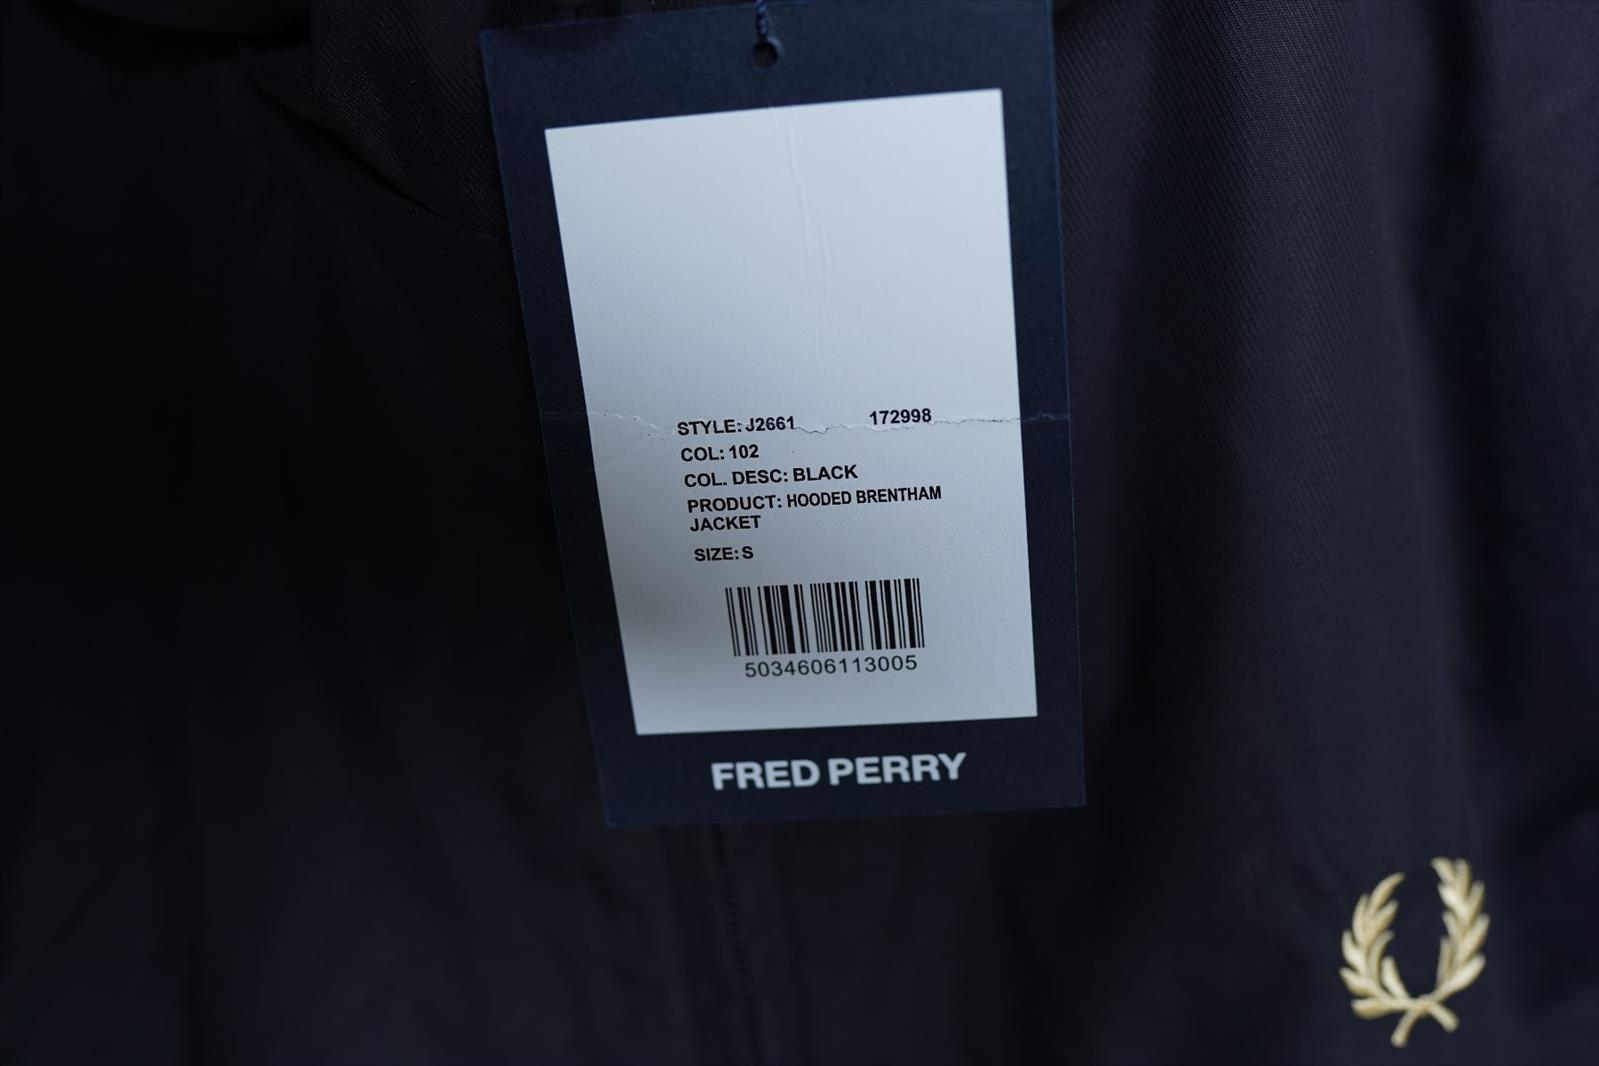 STYLE: J2661 172998
COL: 102
COL. DESC: BLACK
PRODUCT: HOODED BRENTHAM
JACKET
SIZE: S
5034606113005
FRED PERRY